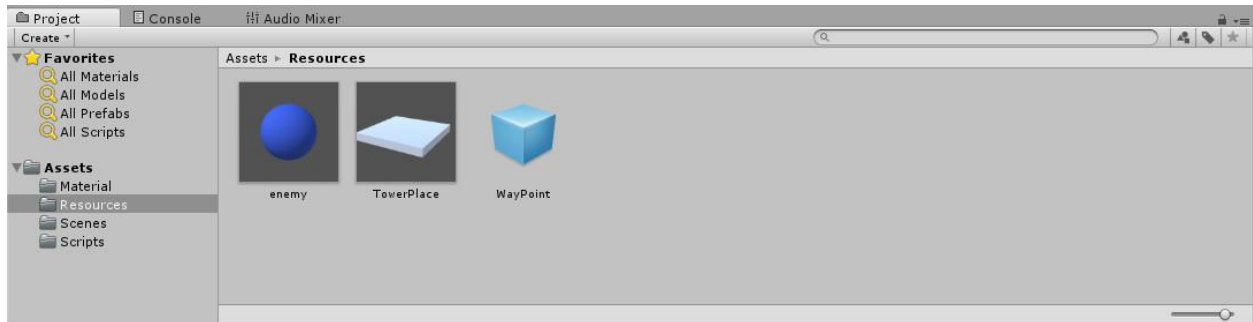 Project
Console
Audio Mixer
Create
Favorites
All Materials
All Models
All Prefabs
All Scripts
Assets
Material
Resources
Scenes
Scripts
Assets ▸ Resources
enemy
TowerPlace
WayPoint